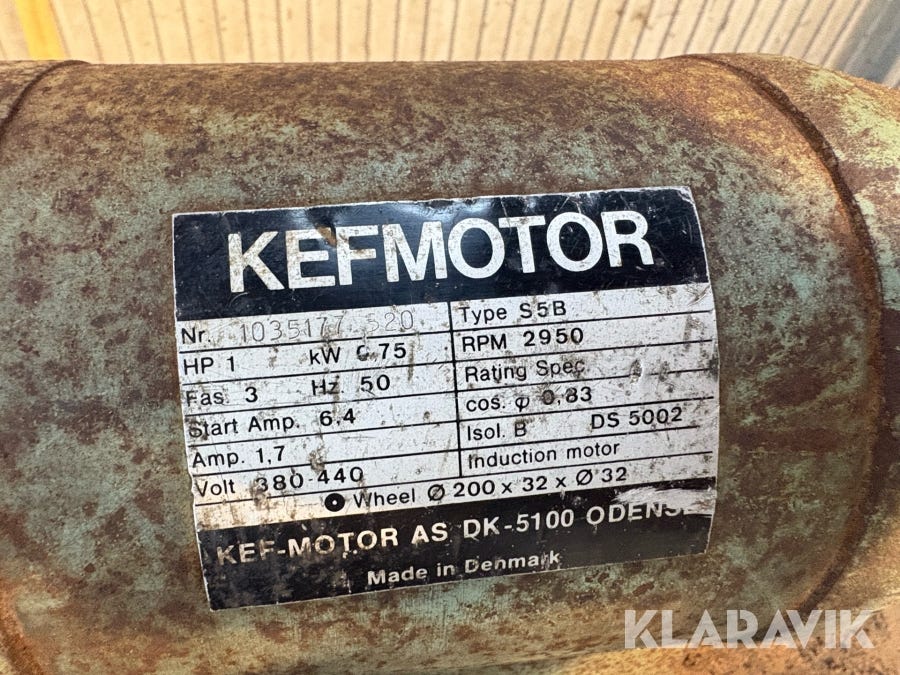 KEFMOTOR
Nr. 1035177 520
Type S5B
HP 1 kW 0.75
RPM 2950
Fas 3 Hz 50
Rating Spec
Start Amp. 6,4
cos. φ 0,83
Amp. 1,7
Isol. B DS 5002
Volt 380-440
Induction motor
Wheel Ø 200 x 32 x Ø 32
KEF-MOTOR AS DK-5100 ODENSE
Made in Denmark
KLARAVIK